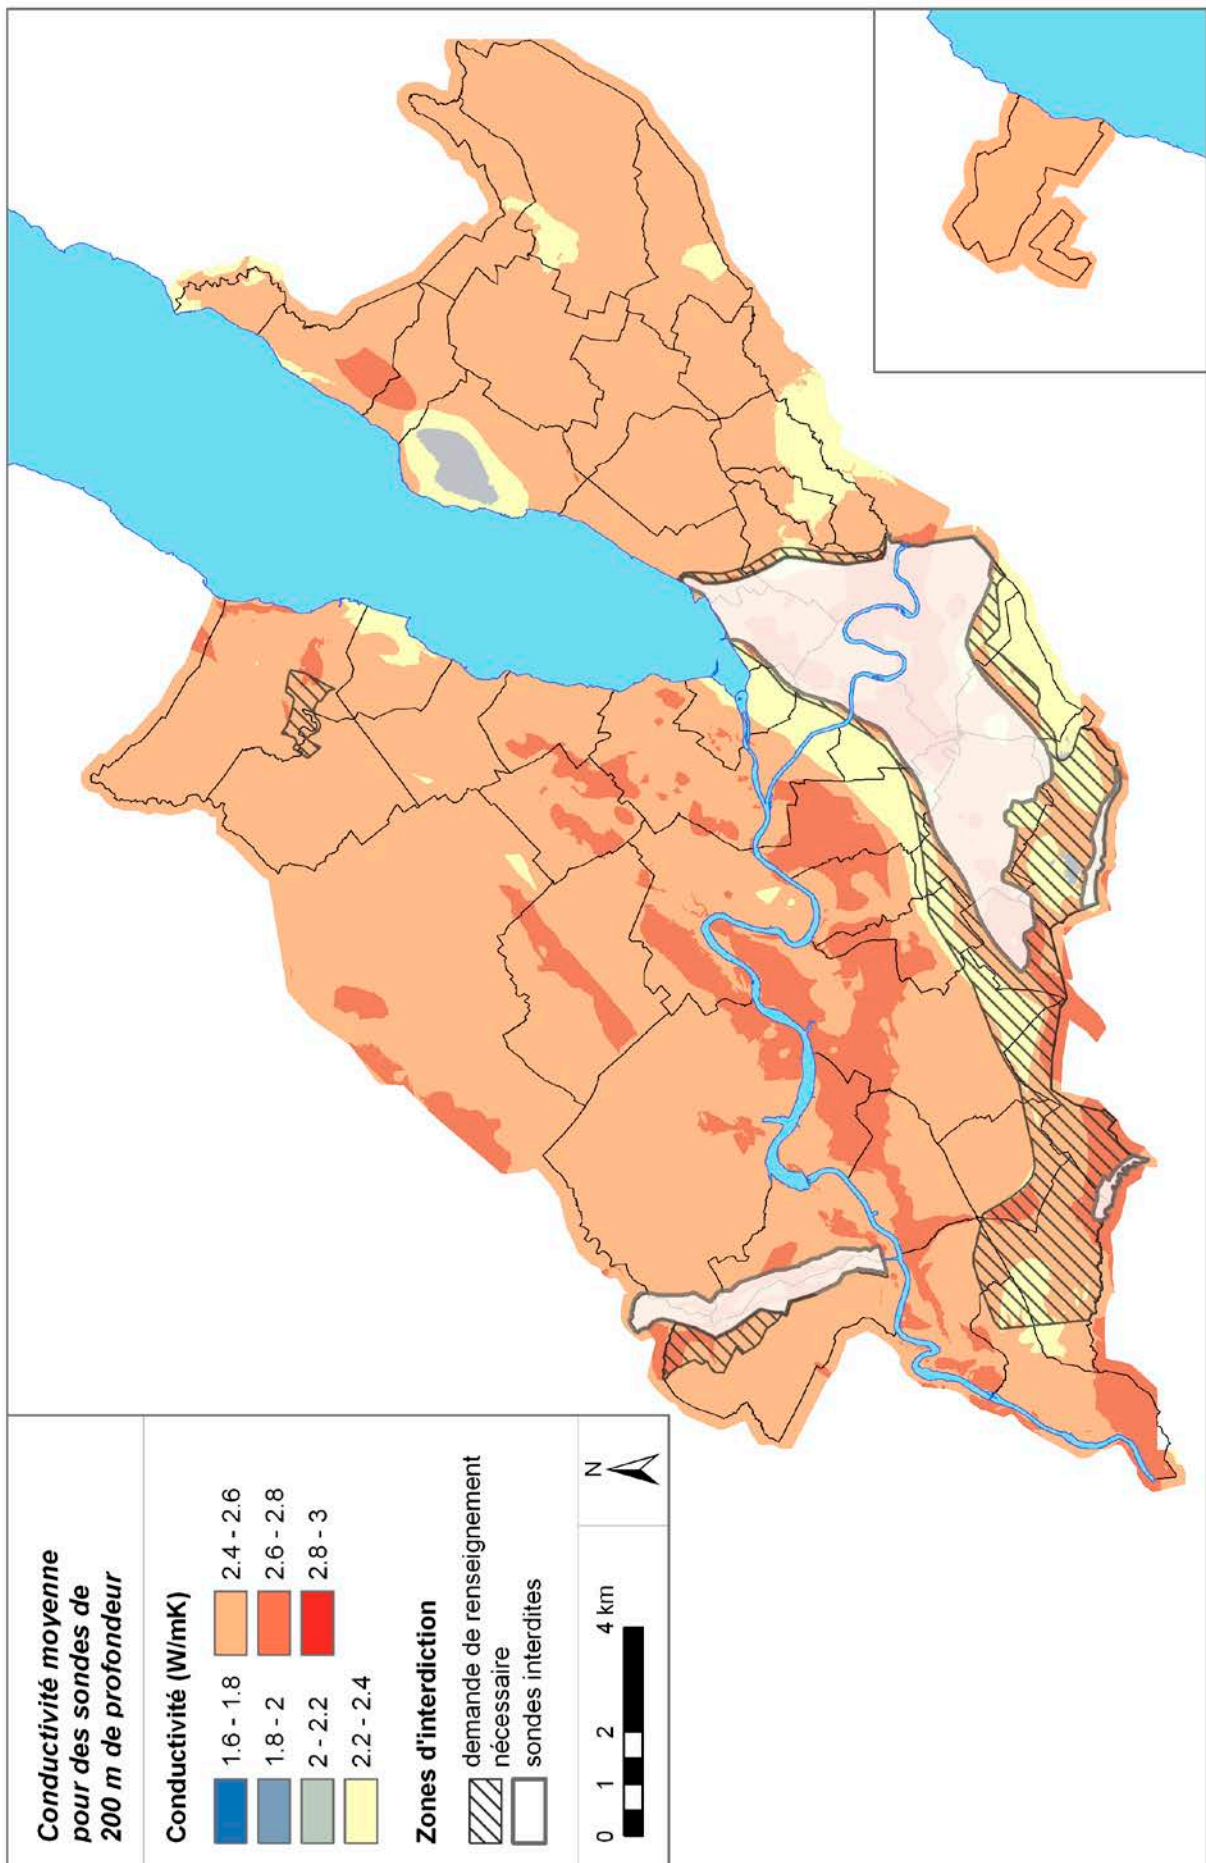 Conductivité moyenne
pour des sondes de
200 m de profondeur
Conductivité (W/mK)
1.6 - 1.8
1.8 - 2
2 - 2.2
2.2 - 2.4
2.4 - 2.6
2.6 - 2.8
2.8 - 3
Zones d'interdiction
demande de renseignement
nécessaire
sondes interdites
0 1 2 4 km
N